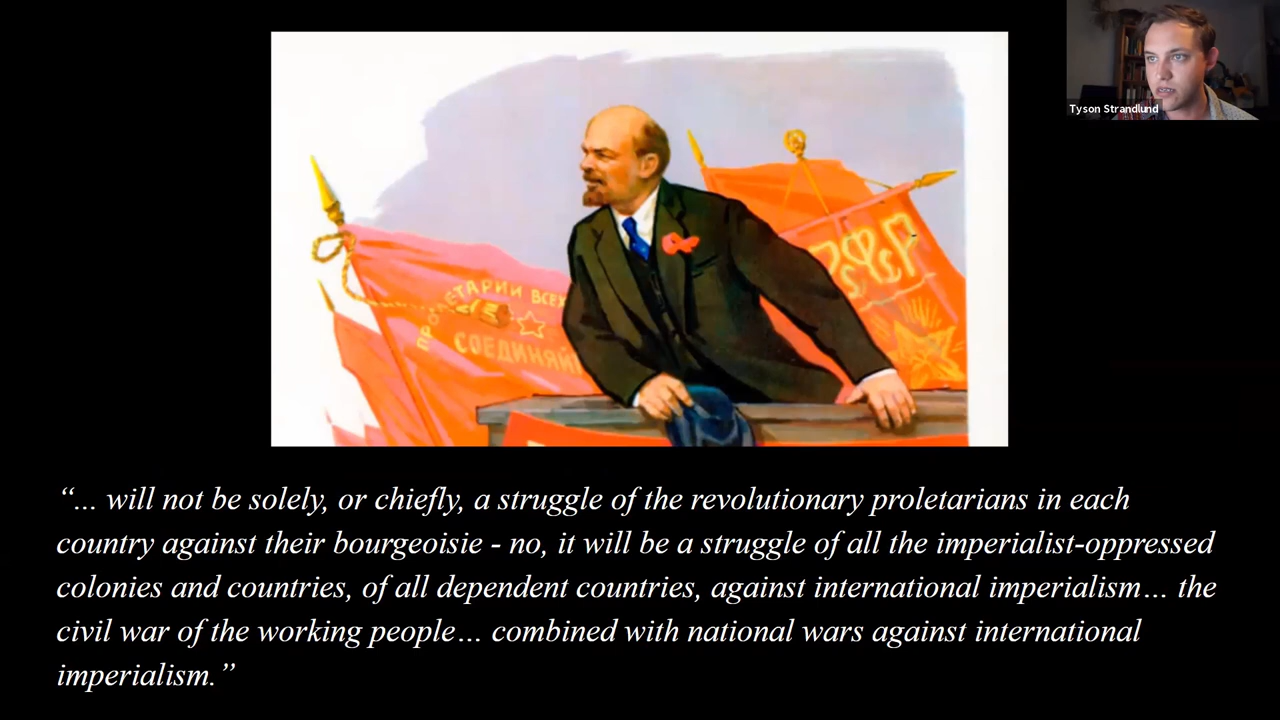 Tyson Strandlund
ПРОЛЕТАРИИ ВСЕХ
СОЕДИНЯЙ
“... will not be solely, or chiefly, a struggle of the revolutionary proletarians in each
country against their bourgeoisie - no, it will be a struggle of all the imperialist-oppressed
colonies and countries, of all dependent countries, against international imperialism… the
civil war of the working people… combined with national wars against international
imperialism.”